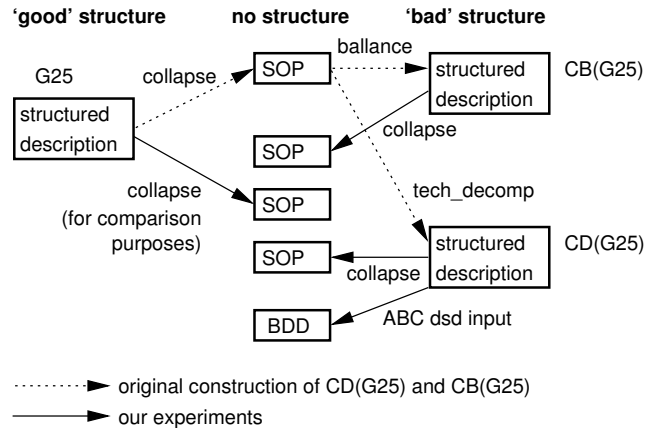 ‘good’ structure
no structure
‘bad’ structure
G25
collapse
SOP
ballance
structured
description
CB(G25)
structured
description
SOP
collapse
collapse
(for comparison
purposes)
SOP
tech_decomp
SOP
collapse
structured
description
CD(G25)
BDD
ABC dsd input
original construction of CD(G25) and CB(G25)
our experiments